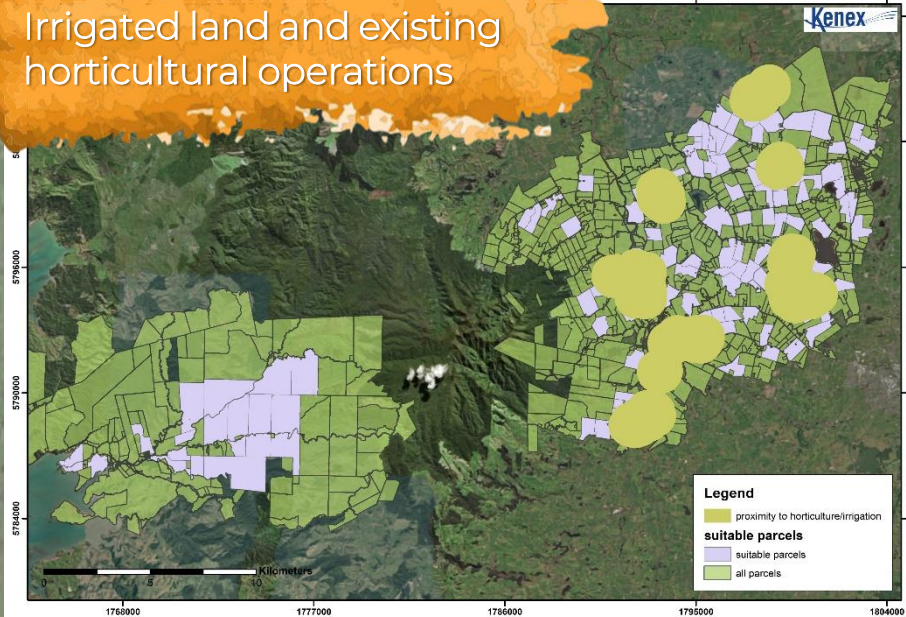 Irrigated land and existing
horticultural operations
Kenex
5796000
5790000
5784000
Legend
proximity to horticulture/irrigation
suitable parcels
suitable parcels
all parcels
Kilometers
0 5 10
1768000 1777000 1786000 1795000 1804000